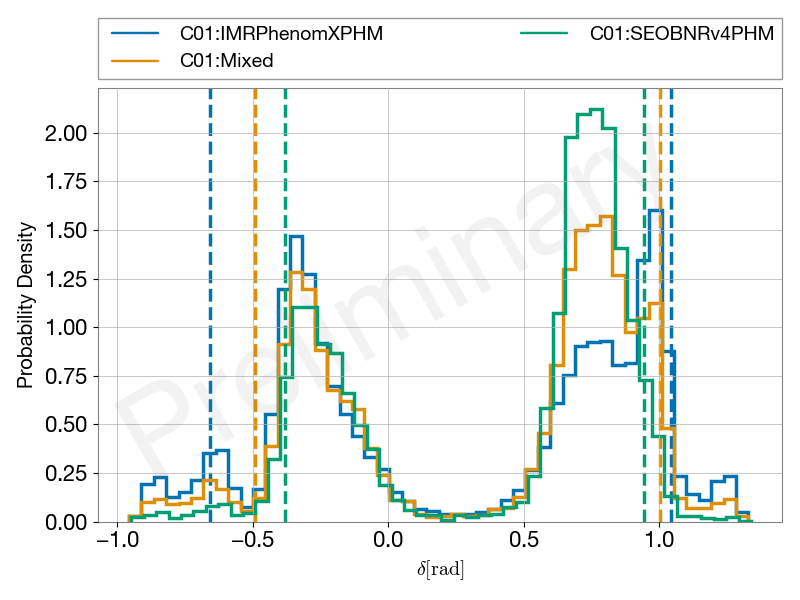 C01:IMRPhenomXPHM
C01:Mixed
C01:SEOBNRv4PHM
Preliminary
Probability Density
2.00
1.75
1.50
1.25
1.00
0.75
0.50
0.25
0.00
−1.0 −0.5 0.0 0.5 1.0
δ[rad]